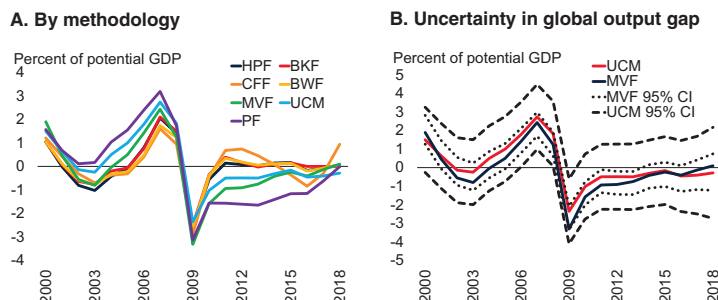 A. By methodology
Percent of potential GDP
4
3
2
1
0
-1
-2
-3
-4
HPF BKF
CFF BWF
MVF UCM
PF
2000
2003
2006
2009
2012
2015
2018
B. Uncertainty in global output gap
Percent of potential GDP
5
4
3
2
1
0
-1
-2
-3
-4
-5
UCM
MVF
MVF 95% CI
UCM 95% CI
2000
2003
2006
2009
2012
2015
2018